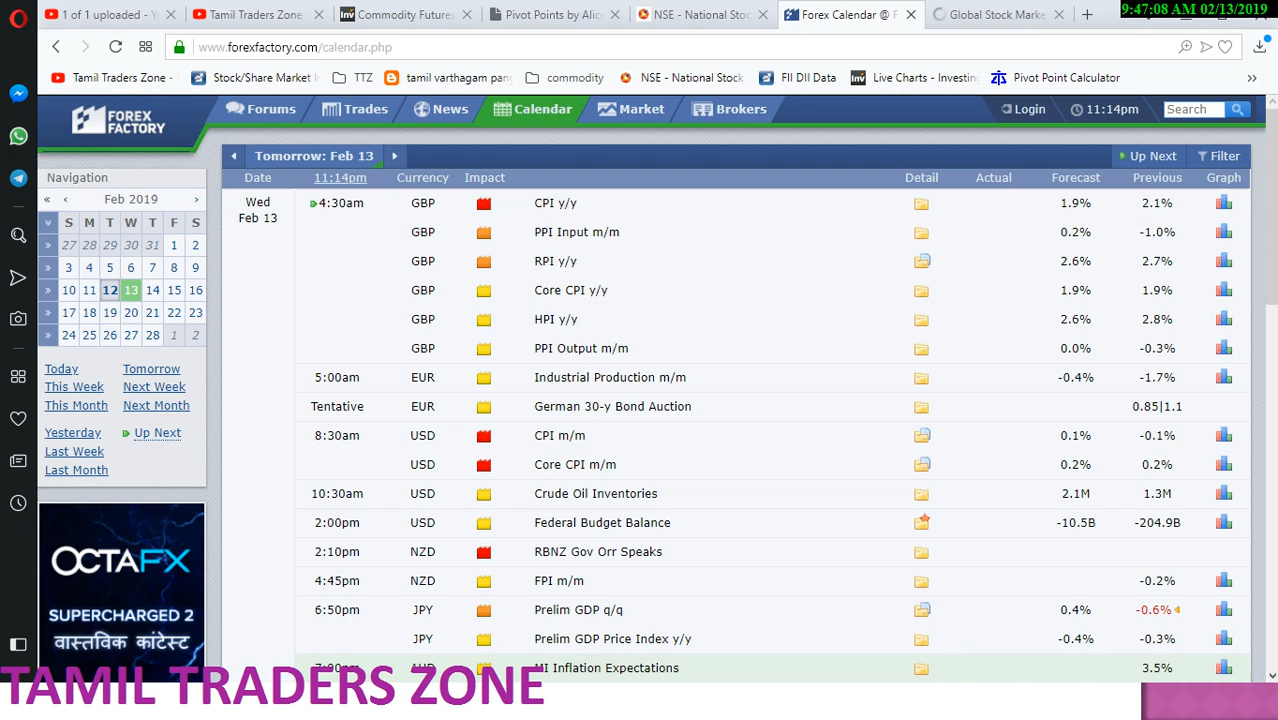 1 of 1 uploaded - Y
Tamil Traders Zone
Inv Commodity Futures
Pivot Points by Alice
NSE - National Stoc
Forex Calendar @ F
Global Stock Marke
9:47:08 AM 02/13/2019
www.forexfactory.com/calendar.php
Tamil Traders Zone -
Stock/Share Market
TTZ
tamil varthagam pan
commodity
NSE - National Stock
FII DII Data
Inv Live Charts - Investin
Pivot Point Calculator
FOREX FACTORY
Forums
Trades
News
Calendar
Market
Brokers
Login
11:14pm
Search
Navigation
« ‹ Feb 2019 ›
S M T W T F S
27 28 29 30 31 1 2
3 4 5 6 7 8 9
10 11 12 13 14 15 16
17 18 19 20 21 22 23
24 25 26 27 28 1 2
Today Tomorrow
This Week Next Week
This Month Next Month
Yesterday Up Next
Last Week
Last Month
OCTAFX
SUPERCHARGED 2
वास्तविक कांटेस्ट
Tomorrow: Feb 13
Up Next Filter
Date 11:14pm Currency Impact Detail Actual Forecast Previous Graph
Wed Feb 13
4:30am GBP CPI y/y 1.9% 2.1%
GBP PPI Input m/m 0.2% -1.0%
GBP RPI y/y 2.6% 2.7%
GBP Core CPI y/y 1.9% 1.9%
GBP HPI y/y 2.6% 2.8%
GBP PPI Output m/m 0.0% -0.3%
5:00am EUR Industrial Production m/m -0.4% -1.7%
Tentative EUR German 30-y Bond Auction 0.85|1.1
8:30am USD CPI m/m 0.1% -0.1%
USD Core CPI m/m 0.2% 0.2%
10:30am USD Crude Oil Inventories 2.1M 1.3M
2:00pm USD Federal Budget Balance -10.5B -204.9B
2:10pm NZD RBNZ Gov Orr Speaks
4:45pm NZD FPI m/m -0.2%
6:50pm JPY Prelim GDP q/q 0.4% -0.6%
JPY Prelim GDP Price Index y/y -0.4% -0.3%
MI Inflation Expectations 3.5%
TAMIL TRADERS ZONE